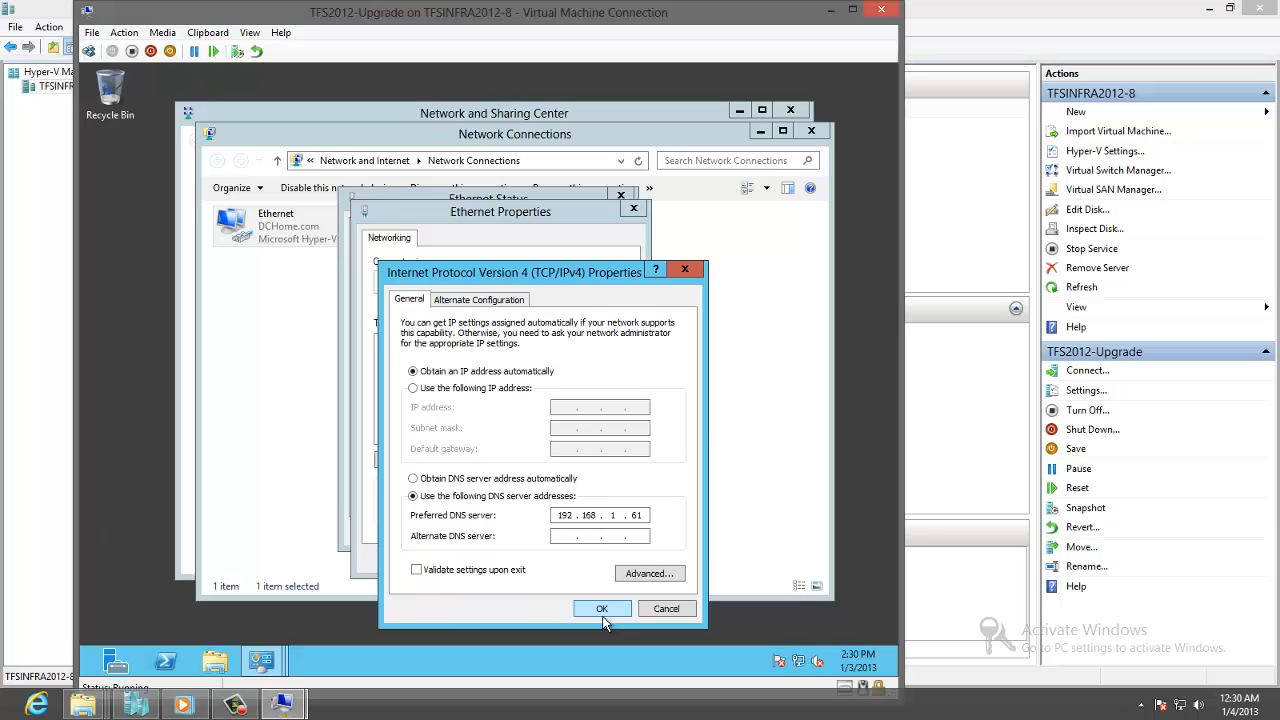 TFS2012-Upgrade on TFSINFRA2012-8 - Virtual Machine Connection
File Action Media Clipboard View Help
File Action
Hyper-V Ma
TFSINFRA
Recycle Bin
Network and Sharing Center
Network Connections
« Network and Internet Network Connections
Search Network Connections
Organize Disable this »
Ethernet
DCHome.com
Microsoft Hyper-V
Ethernet Status
Ethernet Properties
Networking
Internet Protocol Version 4 (TCP/IPv4) Properties
General Alternate Configuration
You can get IP settings assigned automatically if your network supports
this capability. Otherwise, you need to ask your network administrator
for the appropriate IP settings.
Obtain an IP address automatically
Use the following IP address:
IP address:
Subnet mask:
Default gateway:
Obtain DNS server address automatically
Use the following DNS server addresses:
Preferred DNS server: 192 . 168 . 1 . 61
Alternate DNS server:
Validate settings upon exit
Advanced...
OK Cancel
1 item 1 item selected
2:30 PM
1/3/2013
Status: Running
TFSINFRA2012-8
Actions
TFSINFRA2012-8
New
Import Virtual Machine...
Hyper-V Settings...
Virtual Switch Manager...
Virtual SAN Manager...
Edit Disk...
Inspect Disk...
Stop Service
Remove Server
Refresh
View
Help
TFS2012-Upgrade
Connect...
Settings...
Turn Off...
Shut Down...
Save
Pause
Reset
Snapshot
Revert...
Move...
Rename...
Help
Activate Windows
Go to PC settings to activate Windows.
12:30 AM
1/4/2013